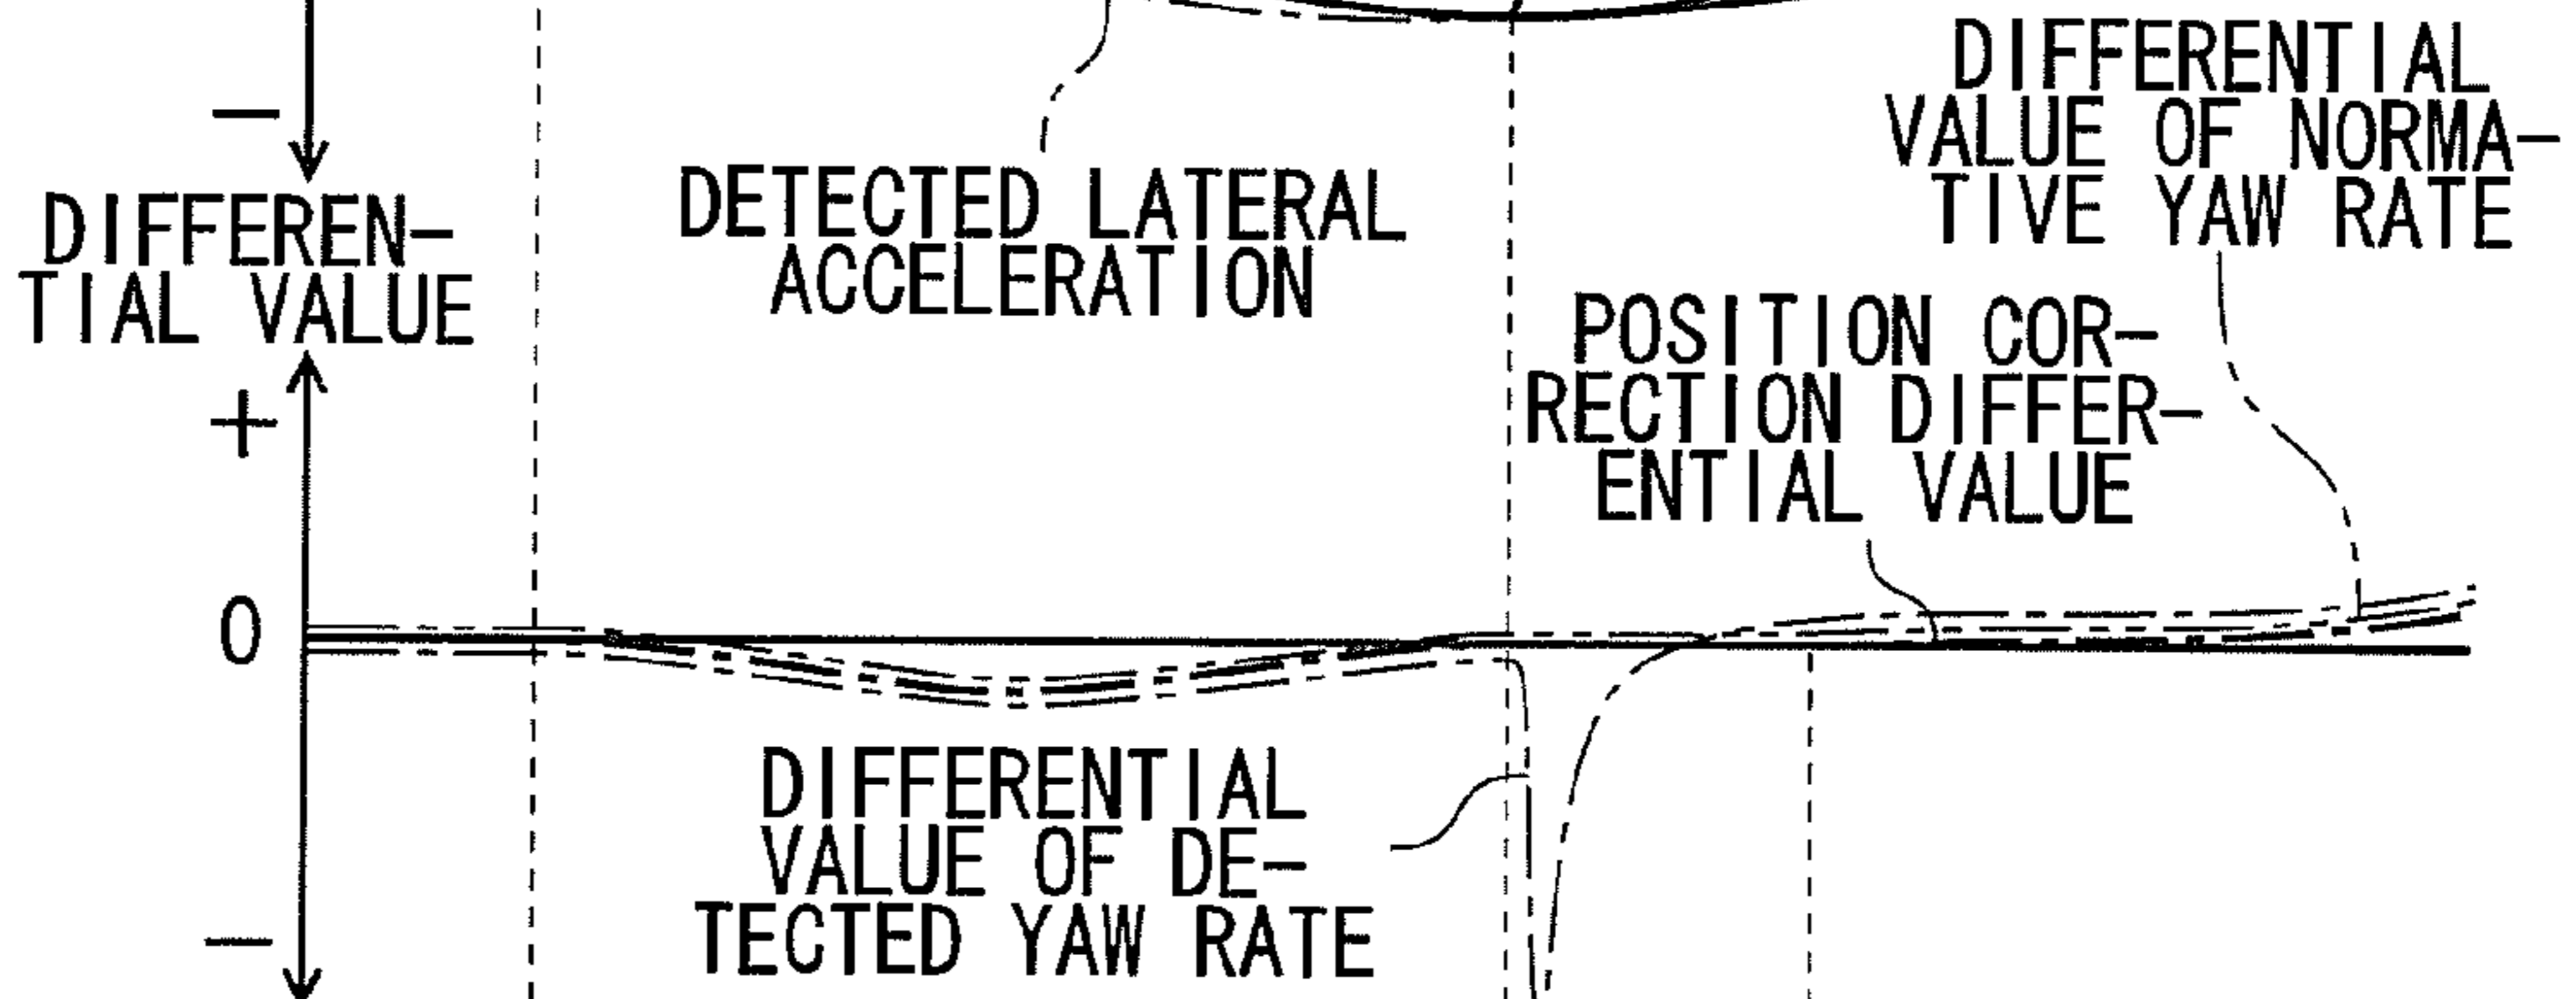 DIFFERENTIAL
VALUE OF NORMA-
TIVE YAW RATE
−
DETECTED LATERAL
ACCELERATION
DIFFEREN-
TIAL VALUE
POSITION COR-
RECTION DIFFER-
ENTIAL VALUE
+
0
DIFFERENTIAL
VALUE OF DE-
TECTED YAW RATE
−